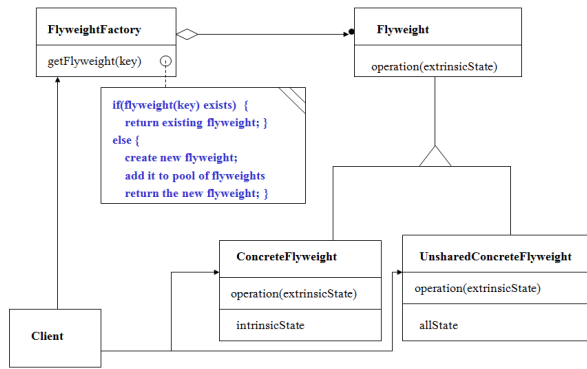 FlyweightFactory
getFlyweight(key)
Flyweight
operation(extrinsicState)
if(flyweight(key) exists) {
return existing flyweight; }
else {
create new flyweight;
add it to pool of flyweights
return the new flyweight; }
ConcreteFlyweight
operation(extrinsicState)
intrinsicState
UnsharedConcreteFlyweight
operation(extrinsicState)
allState
Client